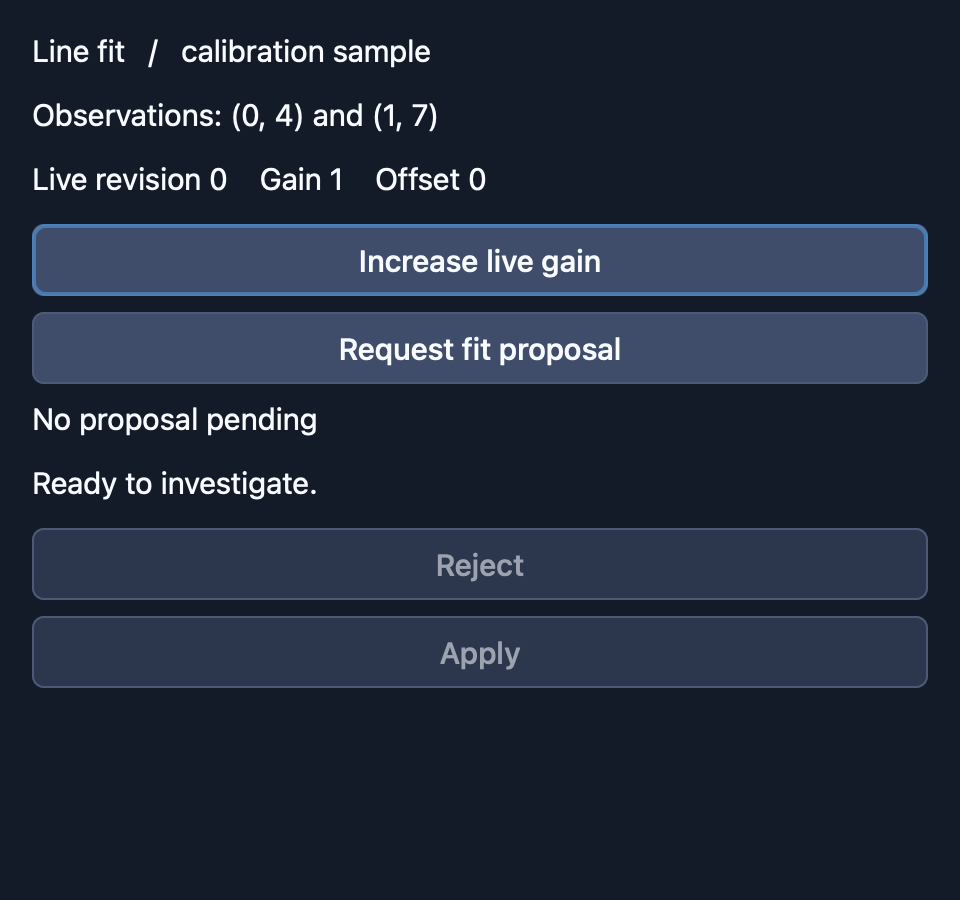 Line fit / calibration sample
Observations: (0, 4) and (1, 7)
Live revision 0 Gain 1 Offset 0
Increase live gain
Request fit proposal
No proposal pending
Ready to investigate.
Reject
Apply